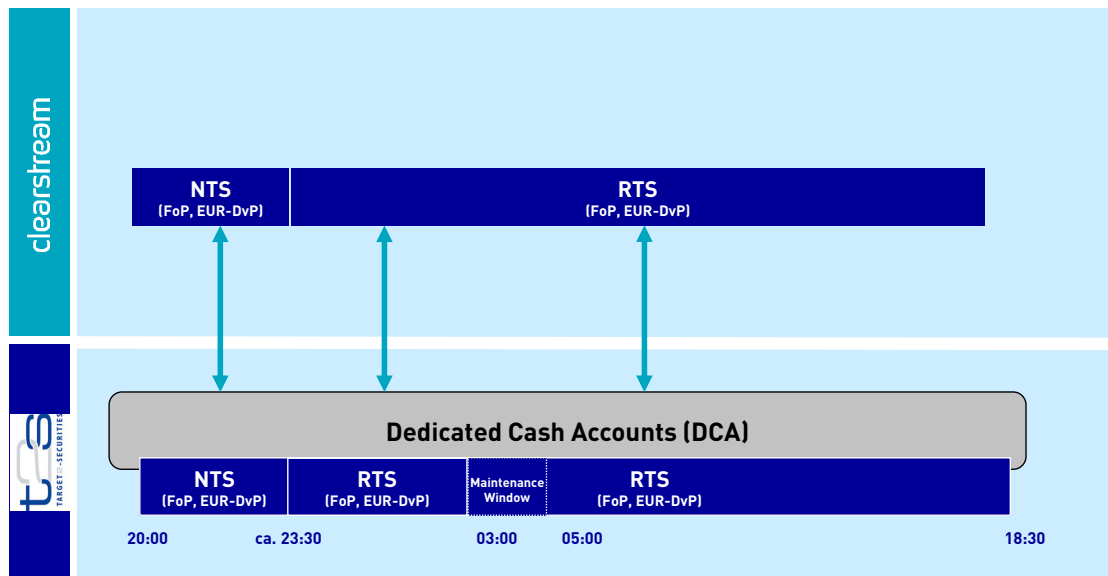 clearstream
NTS
(FoP, EUR-DvP)
RTS
(FoP, EUR-DvP)
t2s
TARGET2-SECURITIES
Dedicated Cash Accounts (DCA)
NTS
(FoP, EUR-DvP)
RTS
(FoP, EUR-DvP)
Maintenance
Window
RTS
(FoP, EUR-DvP)
20:00
ca. 23:30
03:00
05:00
18:30